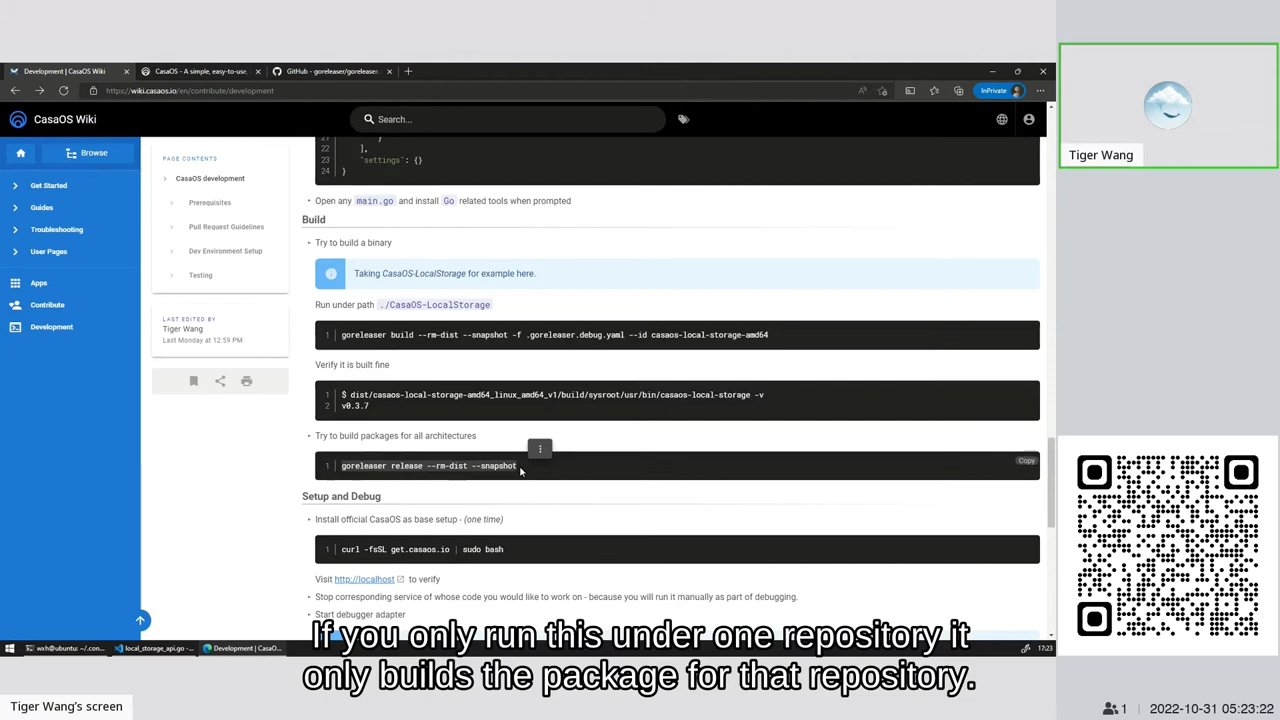 Development | CasaOS Wiki
CasaOS - A simple, easy-to-use,
GitHub - goreleaser/goreleaser:
https://wiki.casaos.io/en/contribute/development
InPrivate
CasaOS Wiki
Search...
Browse
Get Started
Guides
Troubleshooting
User Pages
Apps
Contribute
Development
PAGE CONTENTS
CasaOS development
Prerequisites
Pull Request Guidelines
Dev Environment Setup
Testing
LAST EDITED BY
Tiger Wang
Last Monday at 12:59 PM
21 }
22 ],
23 "settings": {}
24 }
Open any main.go and install Go related tools when prompted
Build
Try to build a binary
Taking CasaOS-LocalStorage for example here.
Run under path ./CasaOS-LocalStorage
1 goreleaser build --rm-dist --snapshot -f .goreleaser.debug.yaml --id casaos-local-storage-amd64
Verify it is built fine
1 $ dist/casaos-local-storage-amd64_linux_amd64_v1/build/sysroot/usr/bin/casaos-local-storage -v
2 v0.3.7
Try to build packages for all architectures
1 goreleaser release --rm-dist --snapshot
Copy
Setup and Debug
Install official CasaOS as base setup - (one time)
1 curl -fsSL get.casaos.io | sudo bash
Visit http://localhost to verify
Stop corresponding service of whose code you would like to work on - because you will run it manually as part of debugging.
Start debugger adapter
If you only run this under one repository it
only builds the package for that repository.
wxh@ubuntu: ~/.con...
local_storage_api.go ...
Development | CasaO...
17:23
Tiger Wang's screen
Tiger Wang
1
2022-10-31 05:23:22